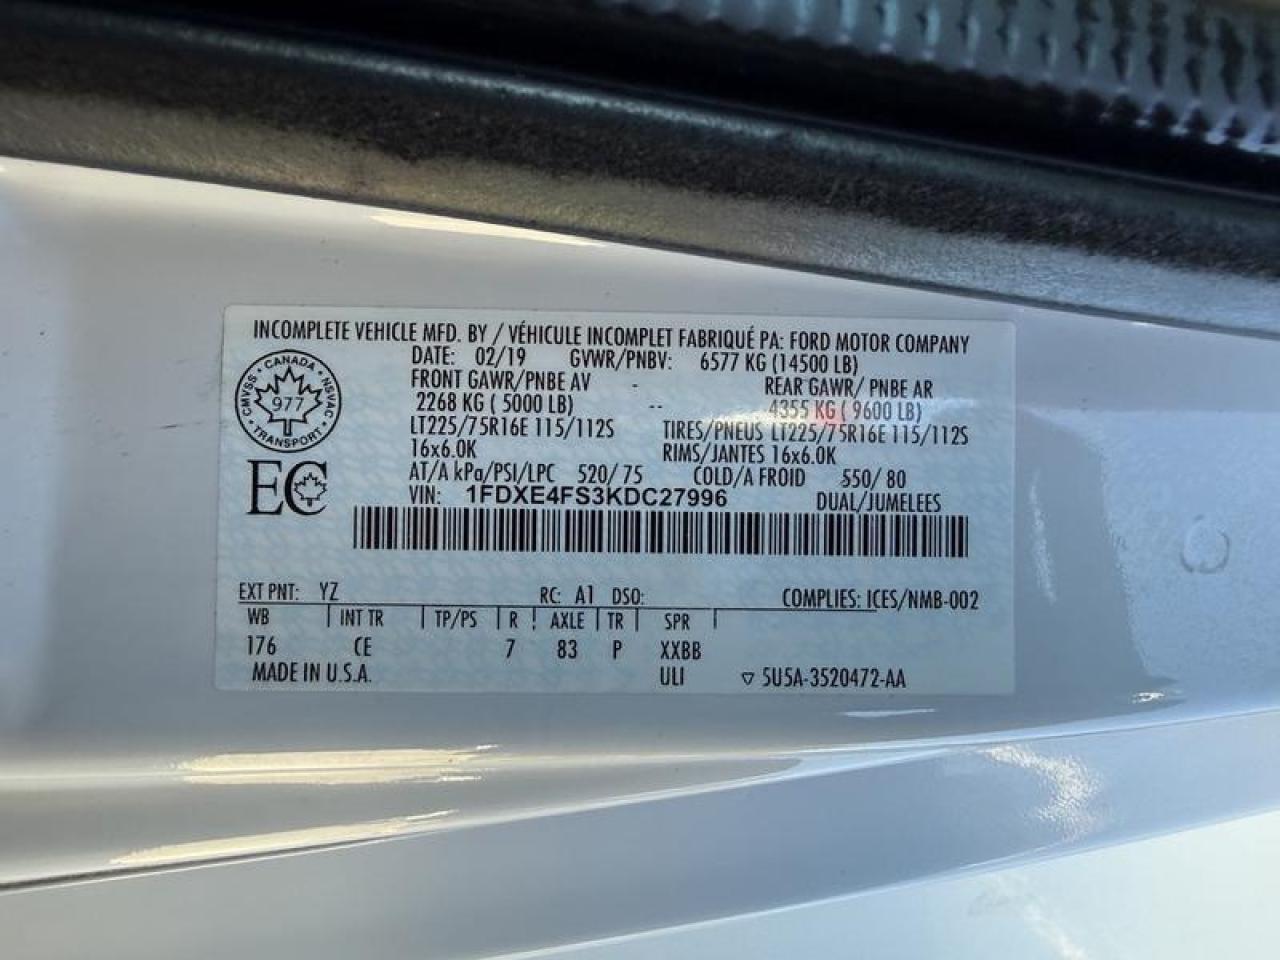 INCOMPLETE VEHICLE MFD. BY / VÉHICULE INCOMPLET FABRIQUÉ PA: FORD MOTOR COMPANY
DATE: 02/19 GVWR/PNBV: 6577 KG (14500 LB)
FRONT GAWR/PNBE AV - REAR GAWR/ PNBE AR
2268 KG ( 5000 LB) -- 4355 KG ( 9600 LB)
LT225/75R16E 115/112S TIRES/PNEUS LT225/75R16E 115/112S
16x6.0K RIMS/JANTES 16x6.0K
AT/A kPa/PSI/LPC 520/ 75 COLD/A FROID 550/ 80
VIN: 1FDXE4FS3KDC27996 DUAL/JUMELEES
CANADA
CMVSS NSVAC
977
TRANSPORT
EC
EXT PNT: YZ RC: A1 DSO: COMPLIES: ICES/NMB-002
WB | INT TR | TP/PS | R | AXLE | TR | SPR |
176 CE 7 83 P XXBB
MADE IN U.S.A. ULI ▽ 5U5A-3520472-AA